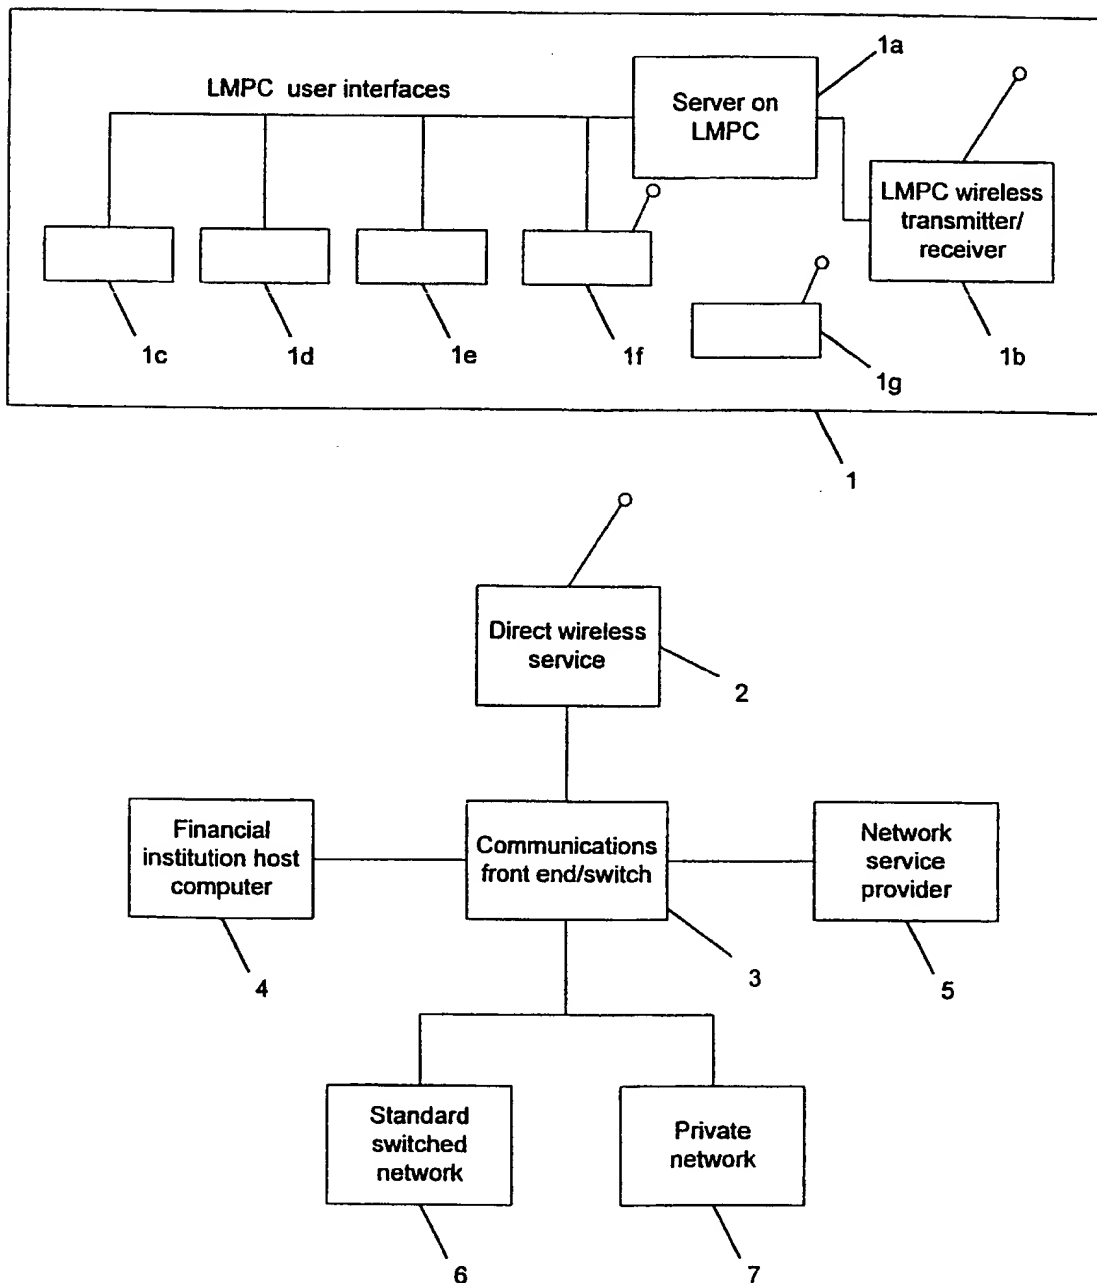 1a
LMPC user interfaces
Server on
LMPC
LMPC wireless
transmitter/
receiver
1c
1d
1e
1f
1g
1b
1
Direct wireless
service
2
Financial
institution host
computer
Communications
front end/switch
Network
service
provider
4
3
5
Standard
switched
network
Private
network
6
7